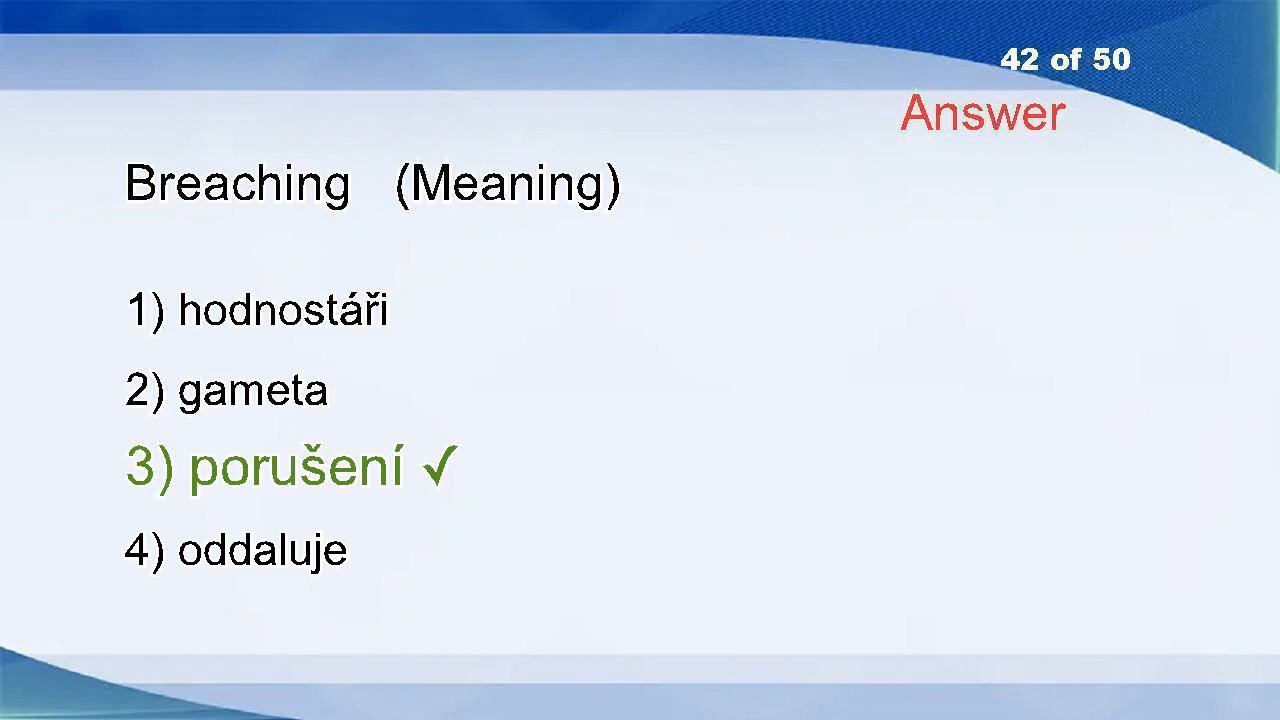 42 of 50
Answer
Breaching (Meaning)
1) hodnostáři
2) gameta
3) porušení ✓
4) oddaluje